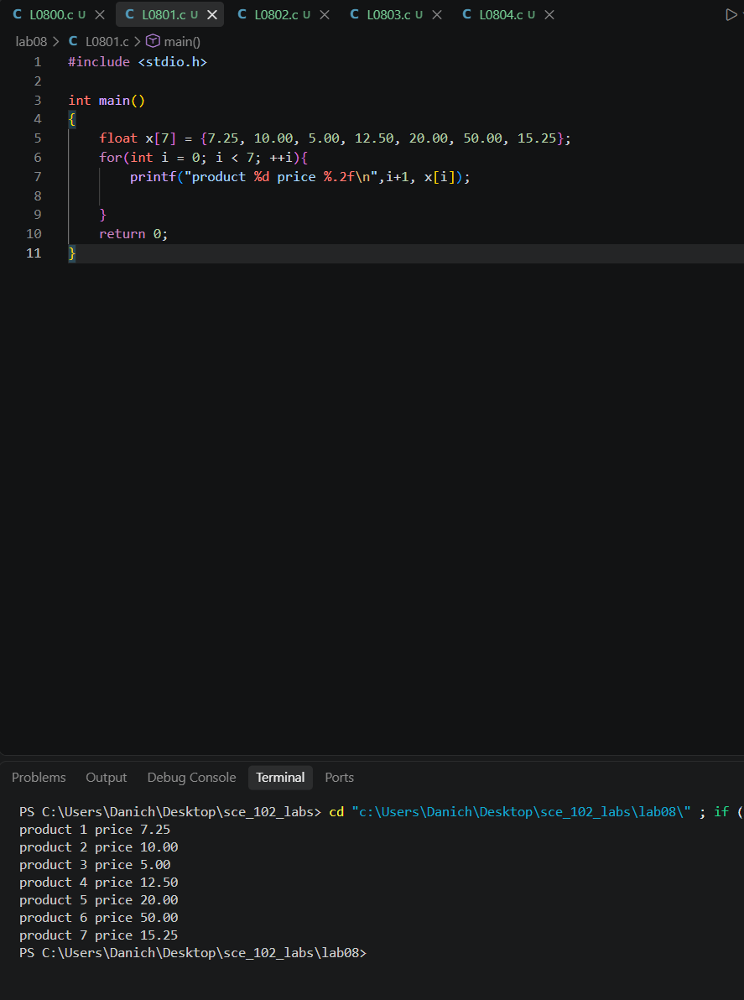 C L0800.c U × C L0801.c U × C L0802.c U × C L0803.c U × C L0804.c U ×
lab08 > C L0801.c > main()
1 #include <stdio.h>
2
3 int main()
4 {
5     float x[7] = {7.25, 10.00, 5.00, 12.50, 20.00, 50.00, 15.25};
6     for(int i = 0; i < 7; ++i){
7         printf("product %d price %.2f\n",i+1, x[i]);
8
9     }
10     return 0;
11 }
Problems Output Debug Console Terminal Ports
PS C:\Users\Danich\Desktop\sce_102_labs> cd "c:\Users\Danich\Desktop\sce_102_labs\lab08\" ; if (
product 1 price 7.25
product 2 price 10.00
product 3 price 5.00
product 4 price 12.50
product 5 price 20.00
product 6 price 50.00
product 7 price 15.25
PS C:\Users\Danich\Desktop\sce_102_labs\lab08>